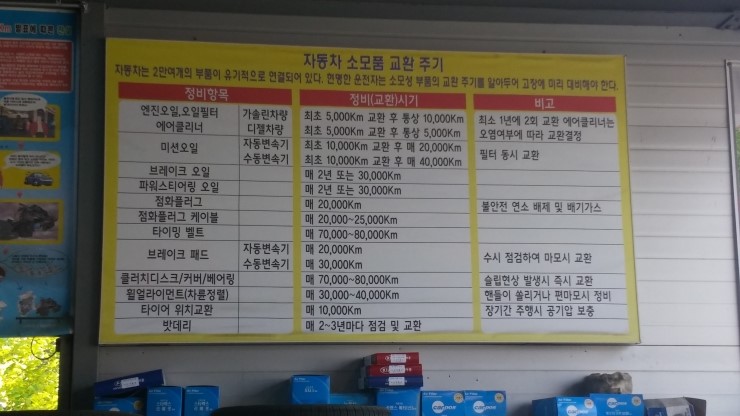 자동차 소모품 교환 주기
자동차는 2만여개의 부품이 유기적으로 연결되어 있다. 현명한 운전자는 소모성 부품의 교환 주기를 알아두어 고장에 미리 대비해야 한다.
정비항목 정비(교환)시기 비고
엔진오일,오일필터 가솔린차량 최초 5,000Km 교환 후 통상 10,000Km 최소 1년에 2회 교환 에어클리너는
에어클리너 디젤차량 최초 5,000Km 교환 후 통상 5,000Km 오염여부에 따라 교환결정
미션오일 자동변속기 최초 10,000Km 교환 후 매 20,000Km 필터 동시 교환
수동변속기 최초 10,000Km 교환 후 매 40,000Km
브레이크 오일 매 2년 또는 30,000Km
파워스티어링 오일 매 2년 또는 30,000Km
점화플러그 매 20,000Km 불안전 연소 배제 및 배기가스
점화플러그 케이블 매 20,000~25,000Km
타이밍 벨트 매 70,000~80,000Km
브레이크 패드 자동변속기 매 20,000Km 수시 점검하여 마모시 교환
수동변속기 매 30,000Km
클러치디스크/커버/베어링 매 70,000~80,000Km 슬립현상 발생시 즉시 교환
휠얼라이먼트(차륜정렬) 매 30,000~40,000Km 핸들이 쏠리거나 편마모시 정비
타이어 위치교환 매 10,000Km 장기간 주행시 공기압 보충
밧데리 매 2~3년마다 점검 및 교환